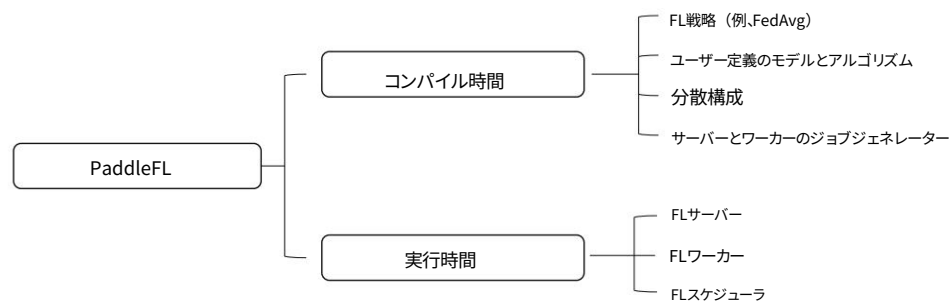 PaddleFL
コンパイル時間
FL戦略（例、FedAvg）
ユーザー定義のモデルとアルゴリズム
分散構成
サーバーとワーカーのジョブジェネレーター
実行時間
FLサーバー
FLワーカー
FLスケジューラ